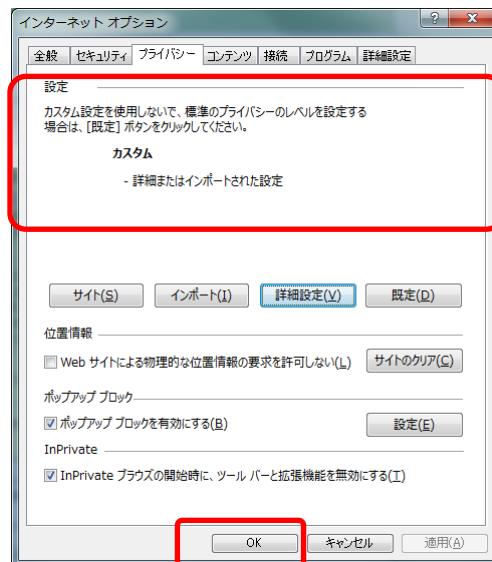 インターネット オプション
全般 セキュリティ プライバシー コンテンツ 接続 プログラム 詳細設定
設定
カスタム設定を使用しないで、標準のプライバシーのレベルを設定する
場合は、[既定] ボタンをクリックしてください。
カスタム
- 詳細またはインポートされた設定
サイト(S) インポート(I) 詳細設定(V) 既定(D)
位置情報
Web サイトによる物理的な位置情報の要求を許可しない(L) サイトのクリア(C)
ポップアップ ブロック
ポップアップ ブロックを有効にする(B) 設定(E)
InPrivate
InPrivate ブラウズの開始時に、ツール バーと拡張機能を無効にする(T)
OK キャンセル 適用(A)